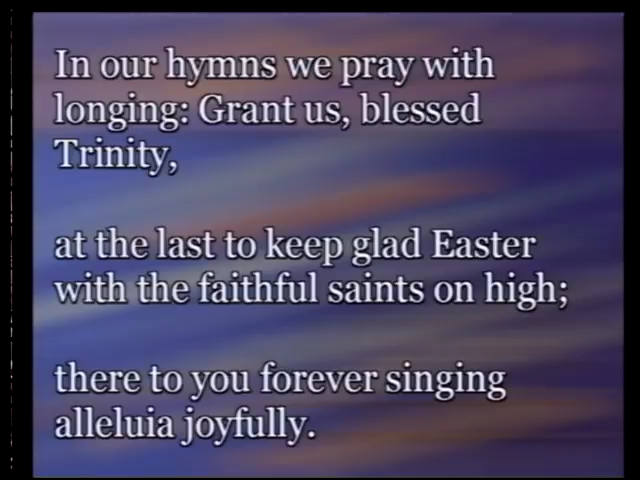 In our hymns we pray with
longing: Grant us, blessed
Trinity,
at the last to keep glad Easter
with the faithful saints on high;
there to you forever singing
alleluia joyfully.